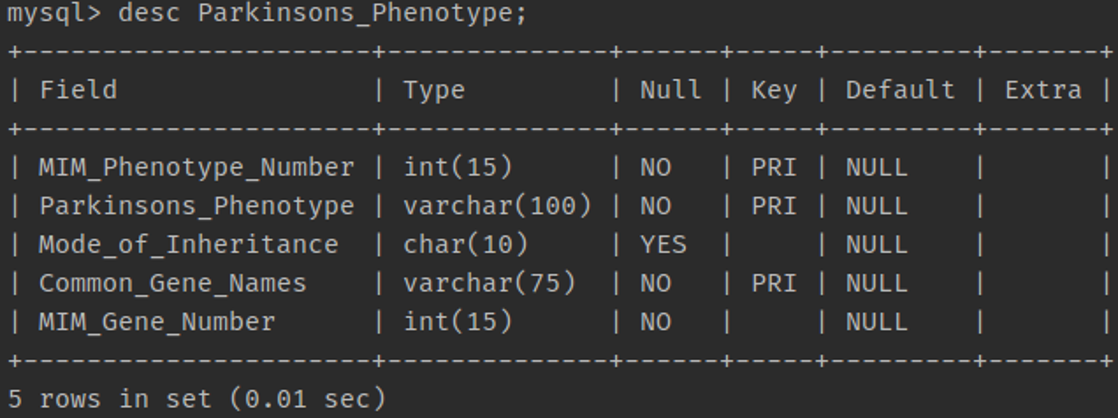 mysql> desc Parkinsons_Phenotype;
+-----------------------+--------------+------+-----+---------+-------+
| Field                 | Type         | Null | Key | Default | Extra |
+-----------------------+--------------+------+-----+---------+-------+
| MIM_Phenotype_Number | int(15)      | NO   | PRI | NULL    |       |
| Parkinsons_Phenotype | varchar(100) | NO   | PRI | NULL    |       |
| Mode_of_Inheritance  | char(10)     | YES  |     | NULL    |       |
| Common_Gene_Names    | varchar(75)  | NO   | PRI | NULL    |       |
| MIM_Gene_Number      | int(15)      | NO   |     | NULL    |       |
+-----------------------+--------------+------+-----+---------+-------+
5 rows in set (0.01 sec)